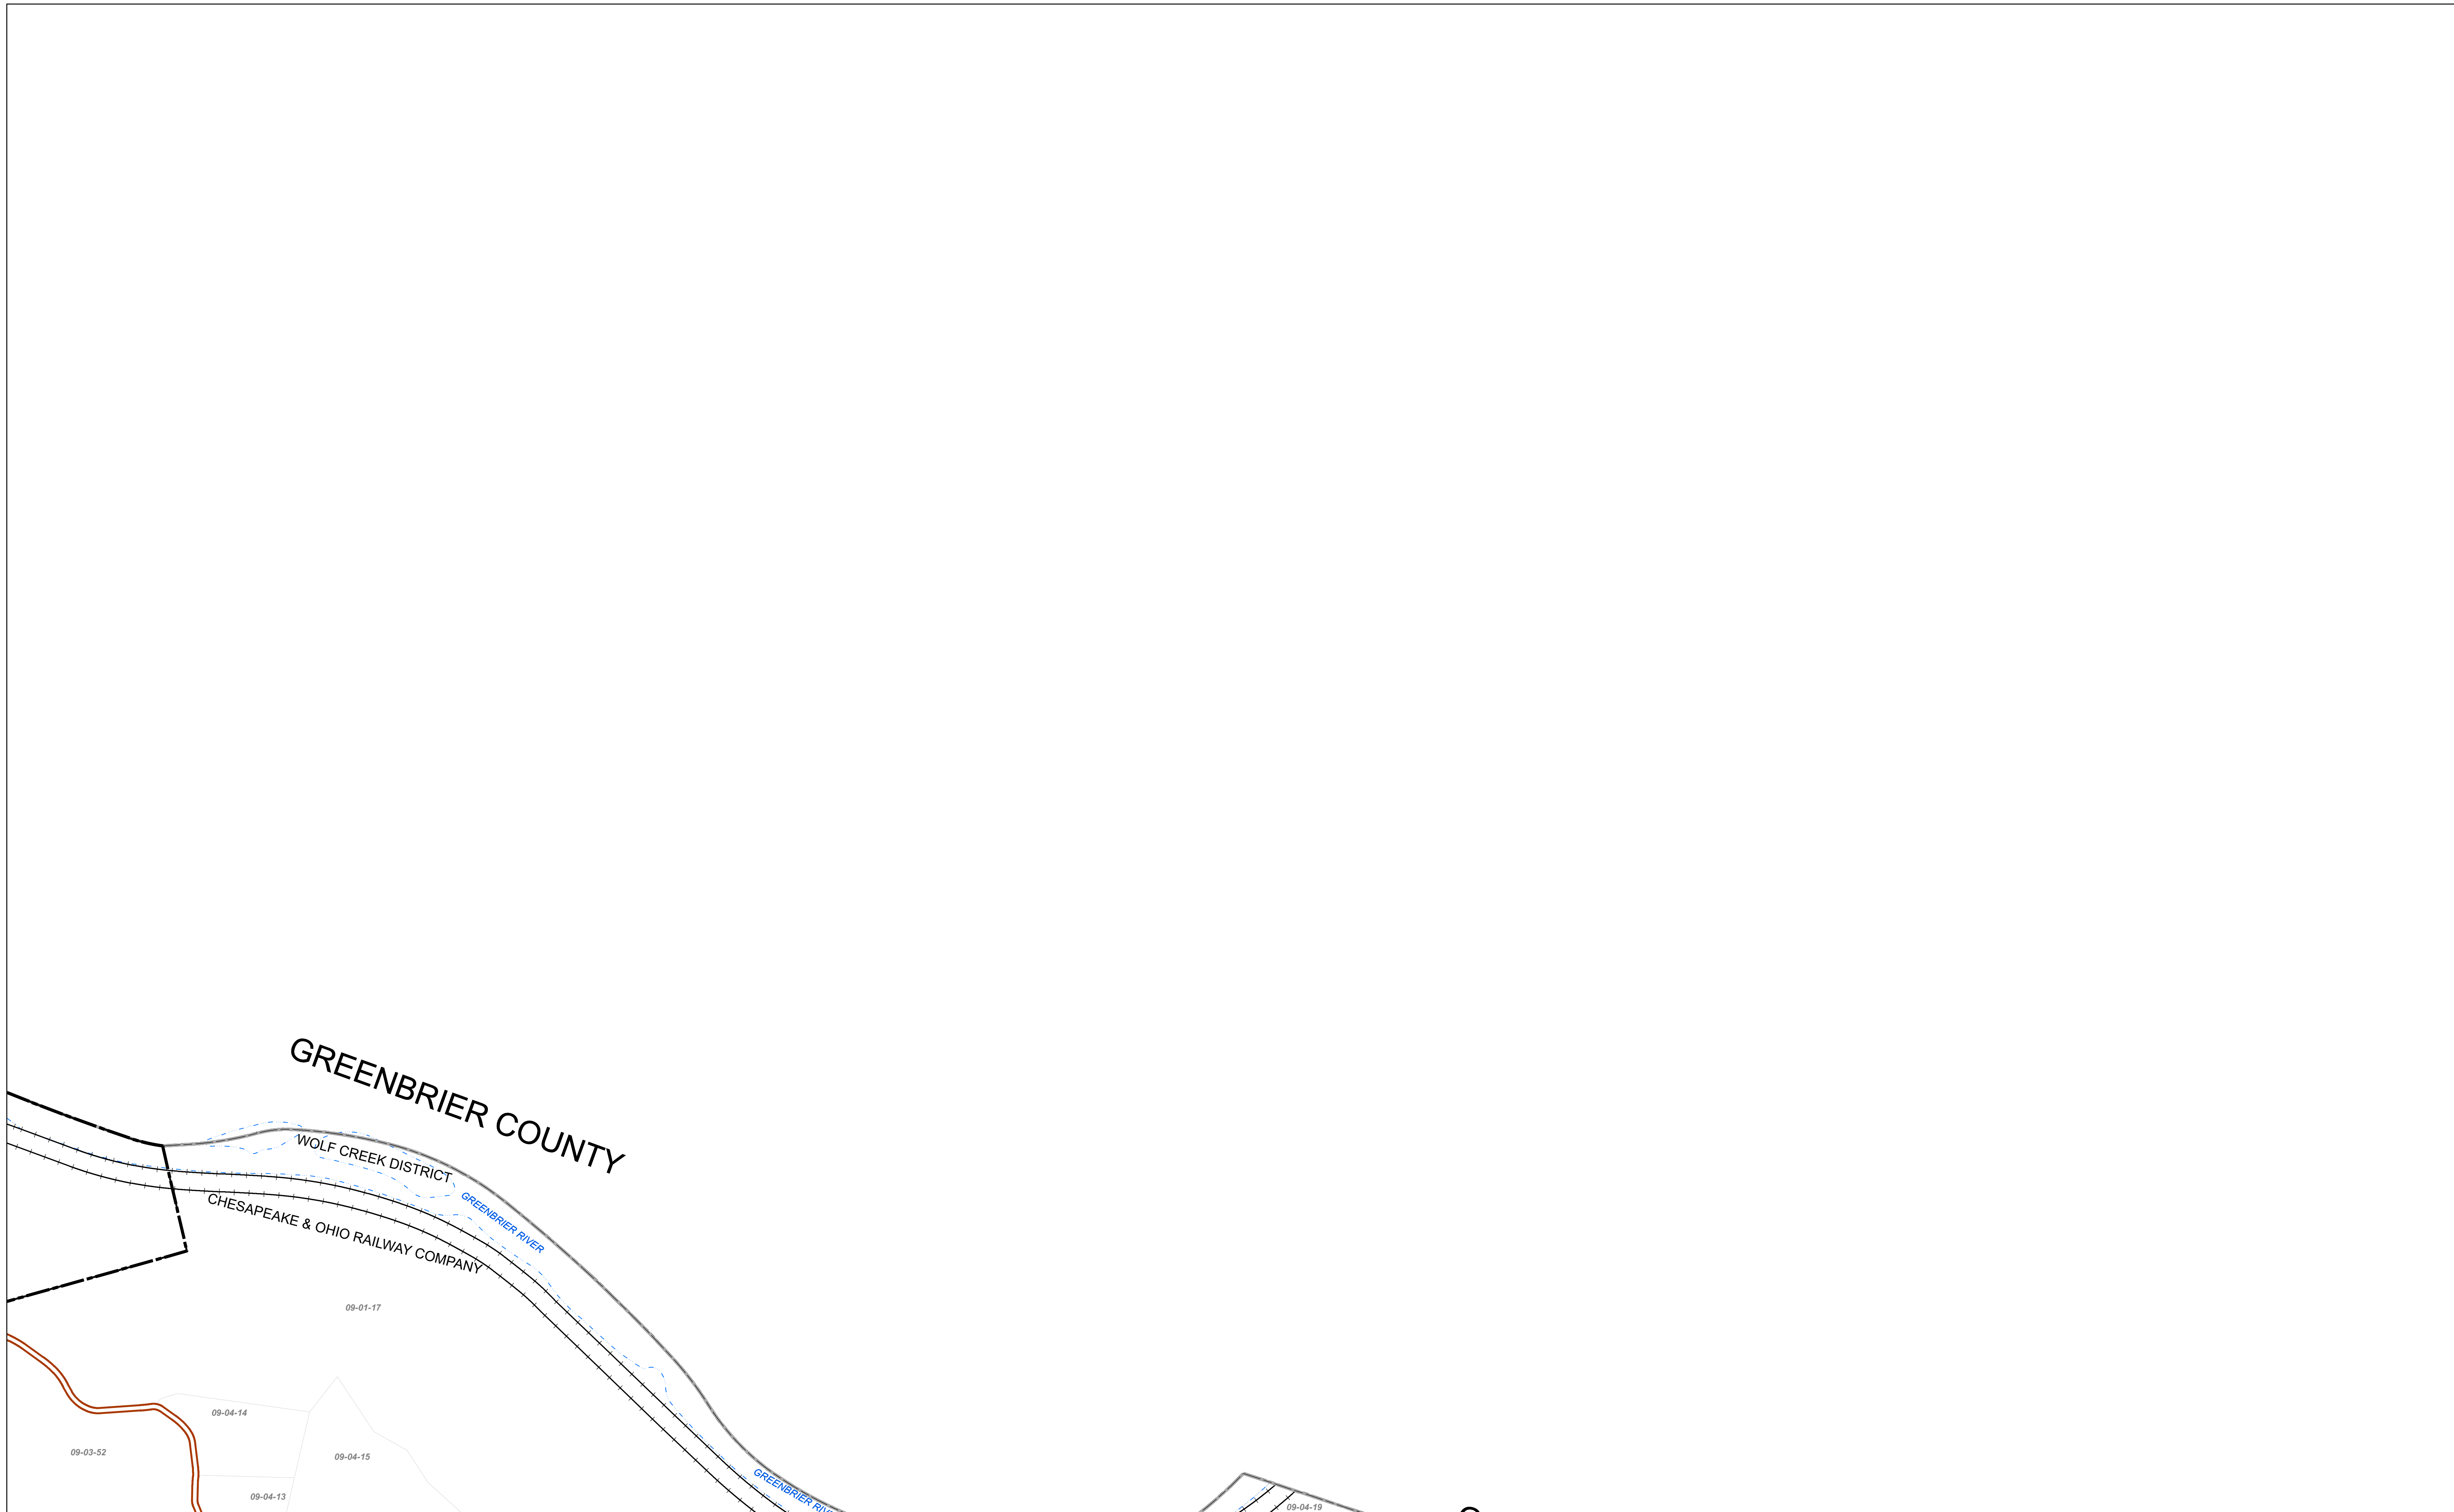 GREENBRIER COUNTY
WOLF CREEK DISTRICT
GREENBRIER RIVER
CHESAPEAKE & OHIO RAILWAY COMPANY
09-01-17
09-04-14
09-03-52
09-04-15
09-04-13
GREENBRIER
09-04-19